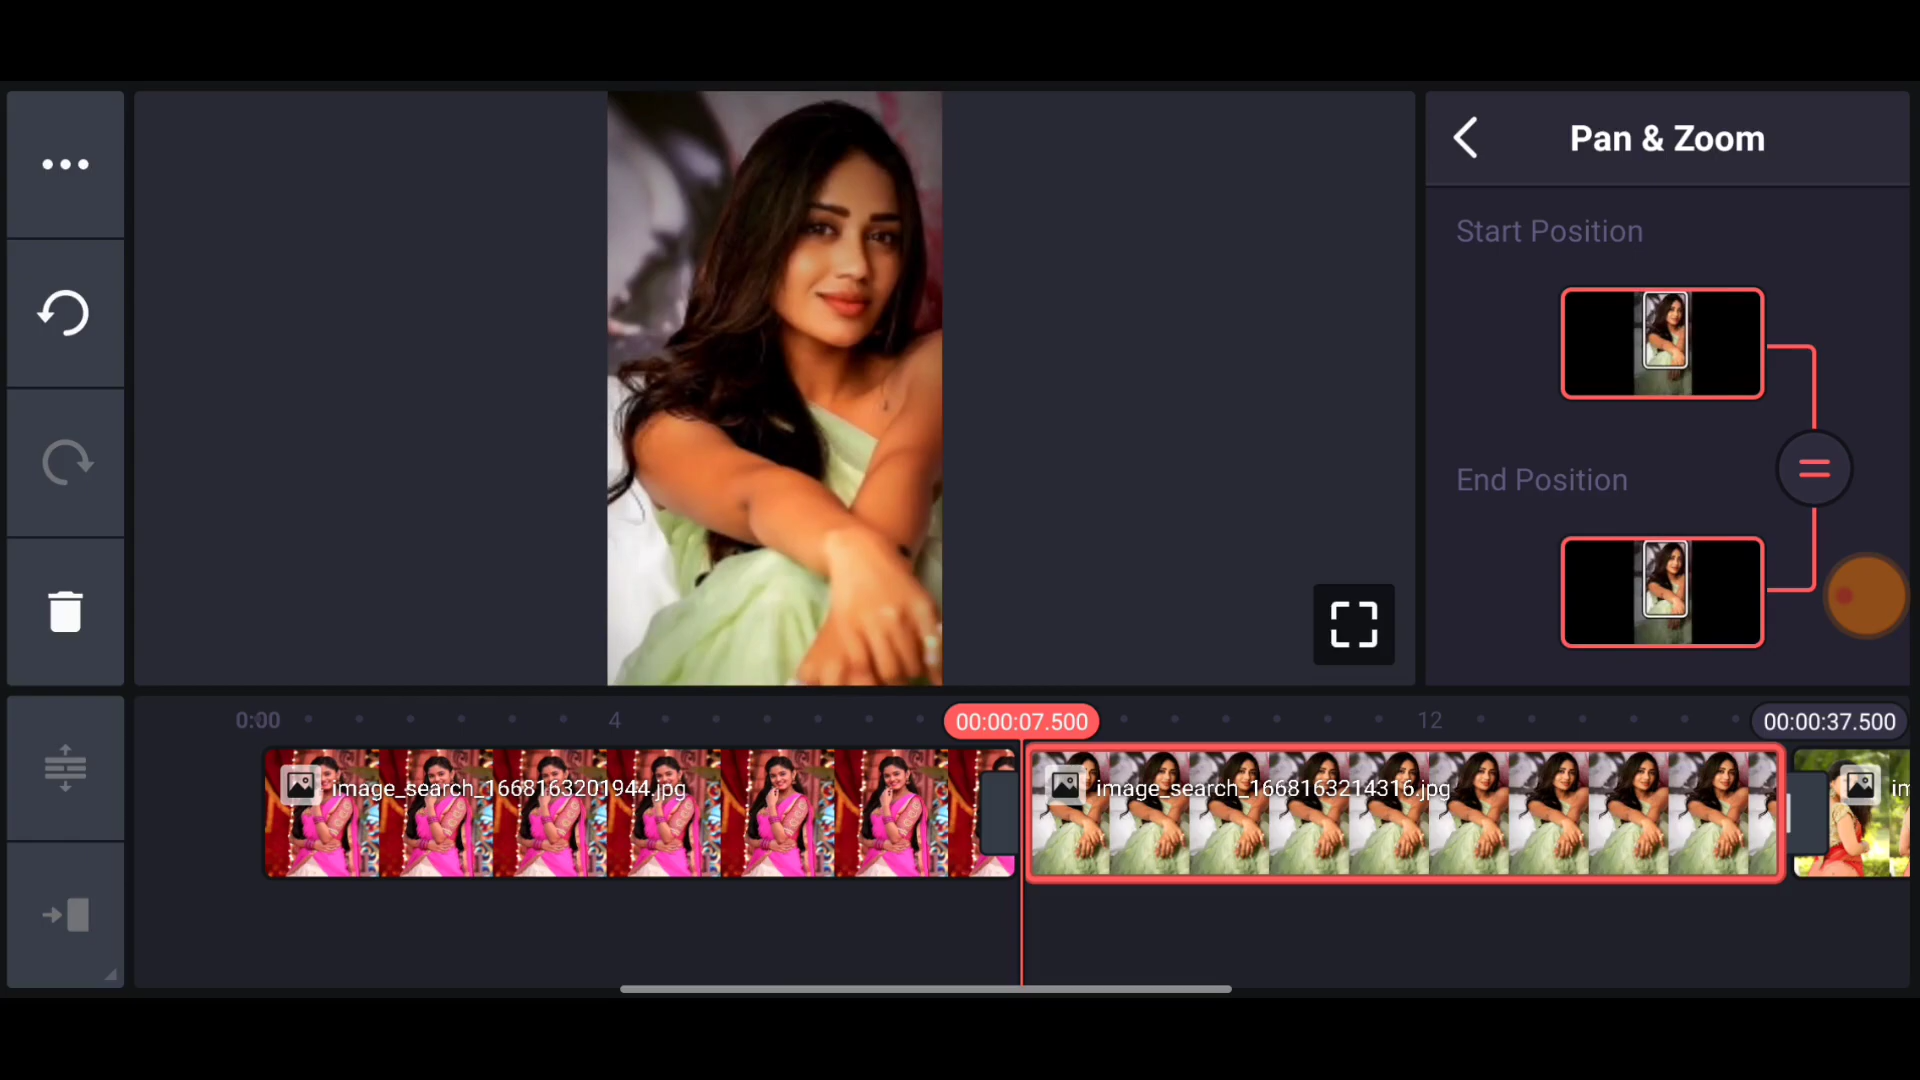 Pan & Zoom
Start Position
End Position
0:00
4
00:00:07.500
12
00:00:37.500
image_search_1668163201944.jpg
image_search_1668163214316.jpg
im